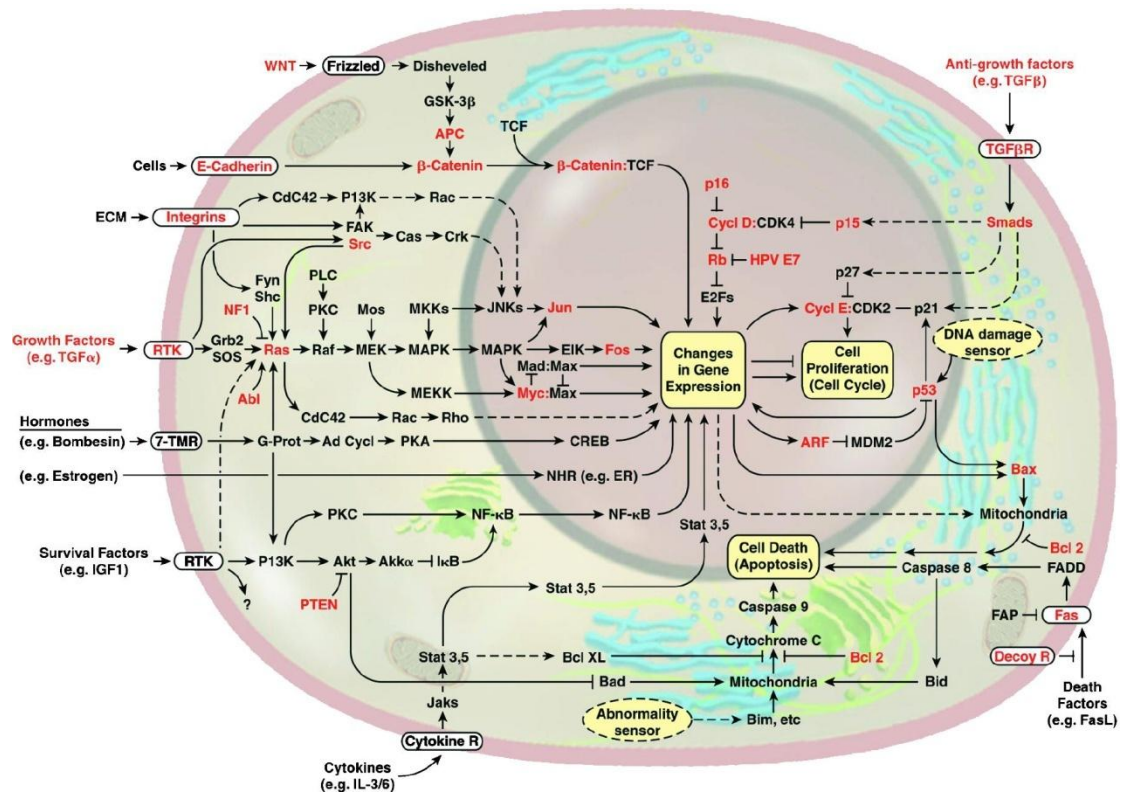 WNT
Frizzled
Disheveled
GSK-3β
APC
TCF
Cells
E-Cadherin
β-Catenin
β-Catenin:TCF
Anti-growth factors
(e.g. TGFβ)
TGFβR
Smads
ECM
Integrins
CdC42
P13K
Rac
FAK
Src
Cas
Crk
p16
Cycl D:CDK4
p15
Rb
HPV E7
E2Fs
p27
Cycl E:CDK2
p21
DNA damage
sensor
Fyn
Shc
NF1
PLC
PKC
Mos
MKKs
JNKs
Jun
Growth Factors
(e.g. TGFα)
RTK
Grb2
SOS
Ras
Raf
MEK
MAPK
MAPK
ElK
Fos
Mad:Max
MEKK
Myc:Max
Abl
CdC42
Rac
Rho
Changes
in Gene
Expression
Cell
Proliferation
(Cell Cycle)
p53
ARF
MDM2
Hormones
(e.g. Bombesin)
7-TMR
G-Prot
Ad Cycl
PKA
CREB
(e.g. Estrogen)
NHR (e.g. ER)
Bax
Mitochondria
PKC
NF-κB
NF-κB
Stat 3,5
Survival Factors
(e.g. IGF1)
RTK
P13K
Akt
Akkα
IκB
PTEN
?
Cell Death
(Apoptosis)
Bcl 2
Caspase 8
FADD
Stat 3,5
Caspase 9
FAP
Fas
Cytochrome C
Stat 3,5
Bcl XL
Bcl 2
Decoy R
Bad
Mitochondria
Bid
Death
Factors
(e.g. FasL)
Jaks
Abnormality
sensor
Bim, etc
Cytokine R
Cytokines
(e.g. IL-3/6)